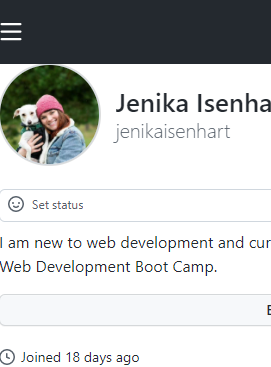 Jenika Isenha
jenikaisenhart
Set status
I am new to web development and cur
Web Development Boot Camp.
Joined 18 days ago